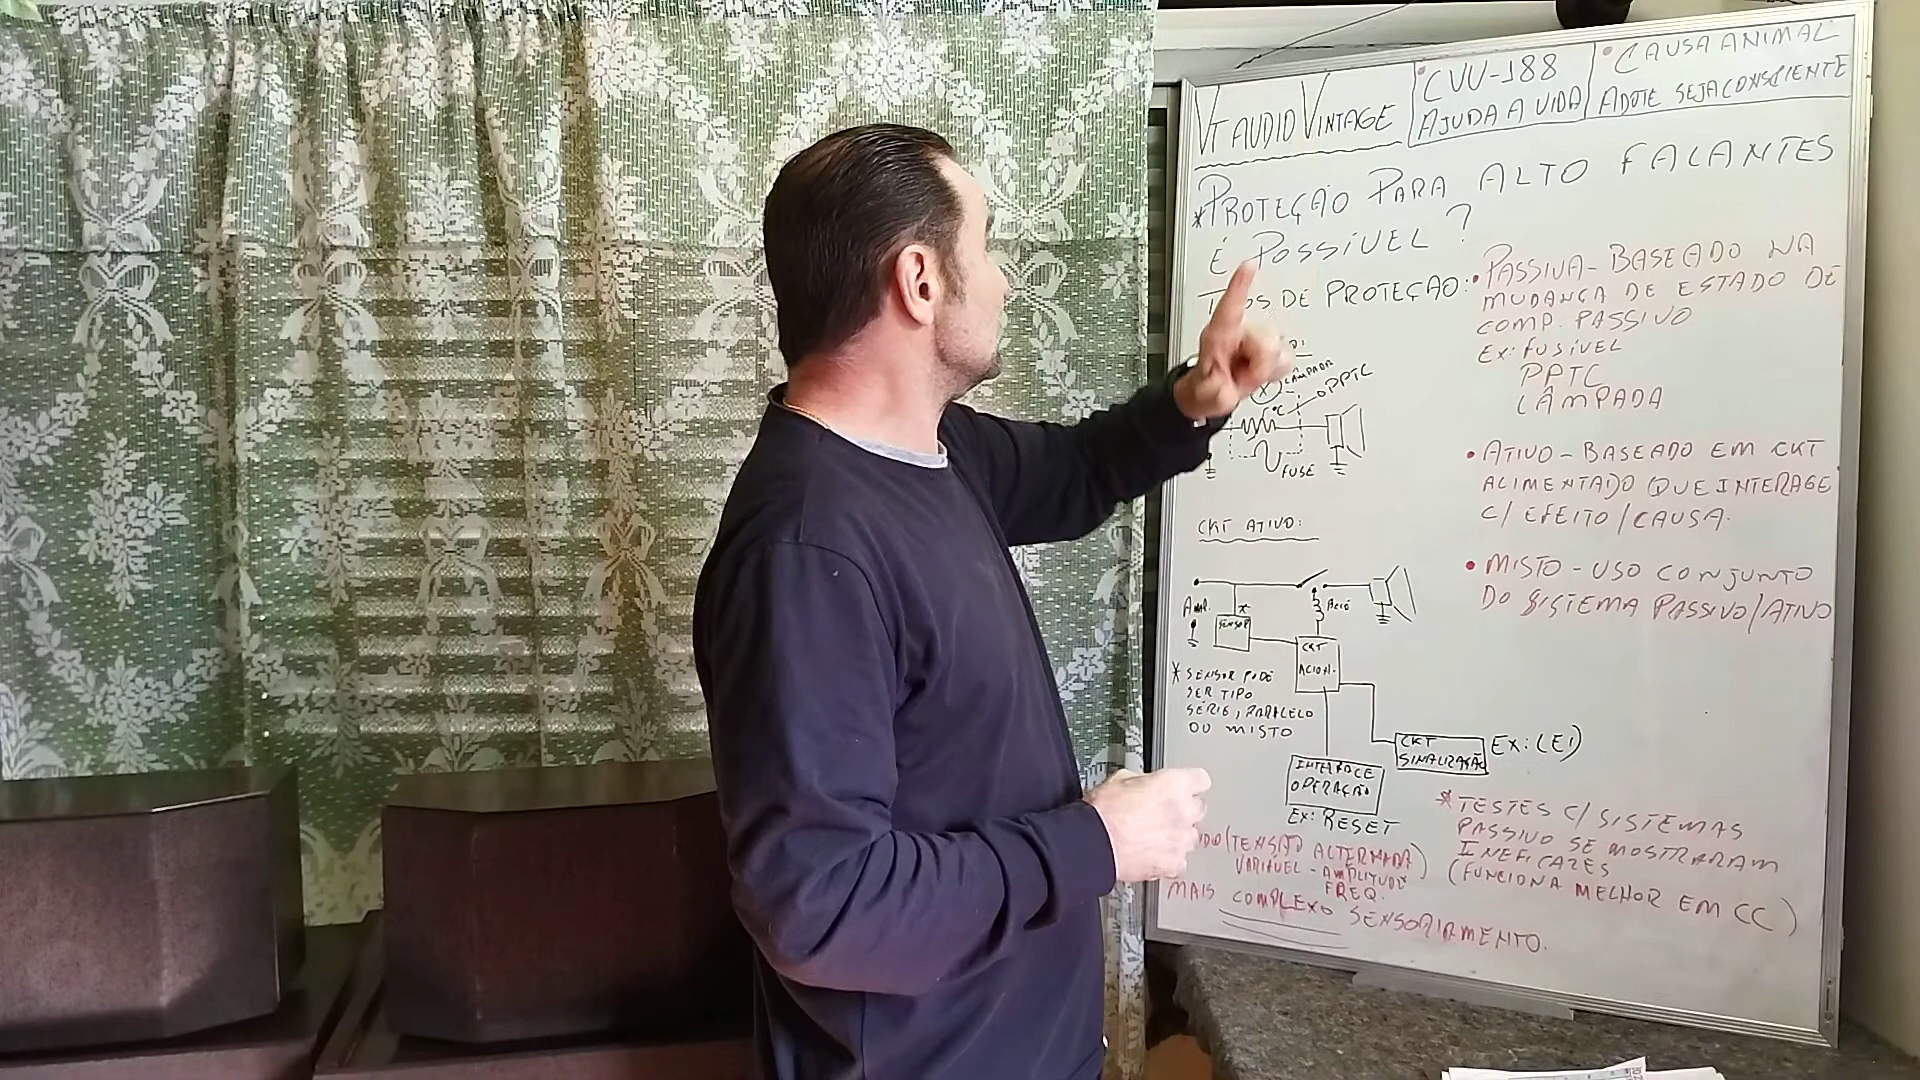 VT AUDIO VINTAGE
CVV-188
AJUDA A VIDA
CAUSA ANIMAL
ADOTE SEJA CONSCIENTE
*PROTEÇÃO PARA ALTO FALANTES
É POSSÍVEL ?
DE PROTEÇÃO:
• PASSIVA - BASEADO NA
MUDANÇA DE ESTADO DE
COMP. PASSIVO
EX: FUSÍVEL
PPTC
LÂMPADA
LÂMPADA
PPTC
°C
FUSE
• ATIVO - BASEADO EM CKT
ALIMENTADO QUE INTERAGE
C/ EFEITO / CAUSA.
CKT ATIVO:
• MISTO - USO CONJUNTO
DO SISTEMA PASSIVO/ATIVO
AMP.
*
SENSOR
RELÉ
CKT
ACION.
* SENSOR PODE
SER TIPO
SÉRIE, PARALELO
OU MISTO
CKT
SINALIZAÇÃO
EX: LED
INTERFACE
OPERAÇÃO
EX: RESET
* TESTES C/ SISTEMAS
PASSIVO SE MOSTRARAM
INEFICAZES
(FUNCIONA MELHOR EM CC)
(TENSÃO ALTERNADA
VARIÁVEL - AMPLITUDE
FREQ.)
MAIS COMPLEXO SENSORIAMENTO.